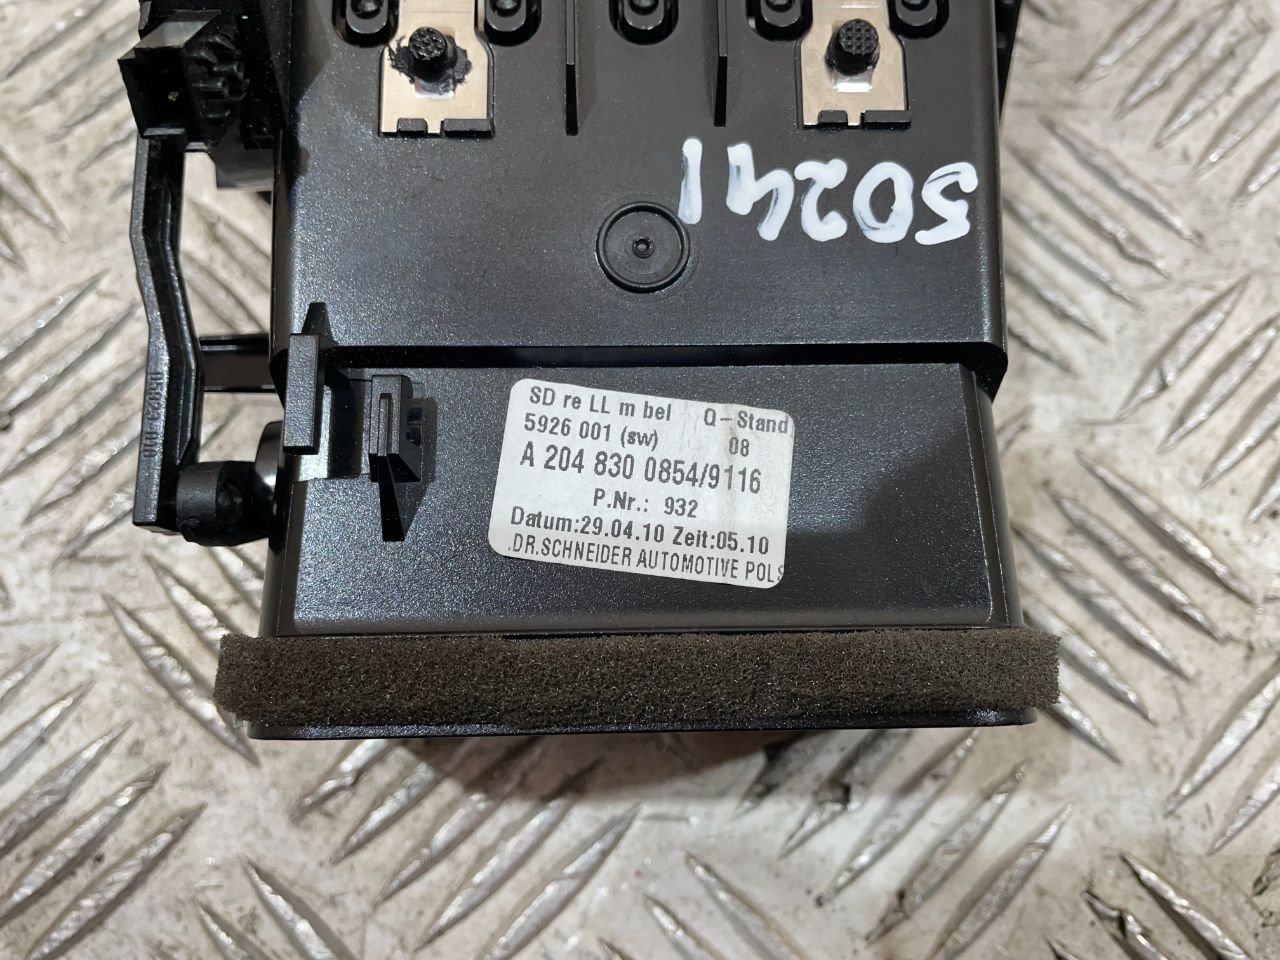 50241
SD re LL m bel Q-Stand
5926 001 (sw) 08
A 204 830 0854/9116
P.Nr.: 932
Datum:29.04.10 Zeit:05.10
.DR.SCHNEIDER AUTOMOTIVE POLS